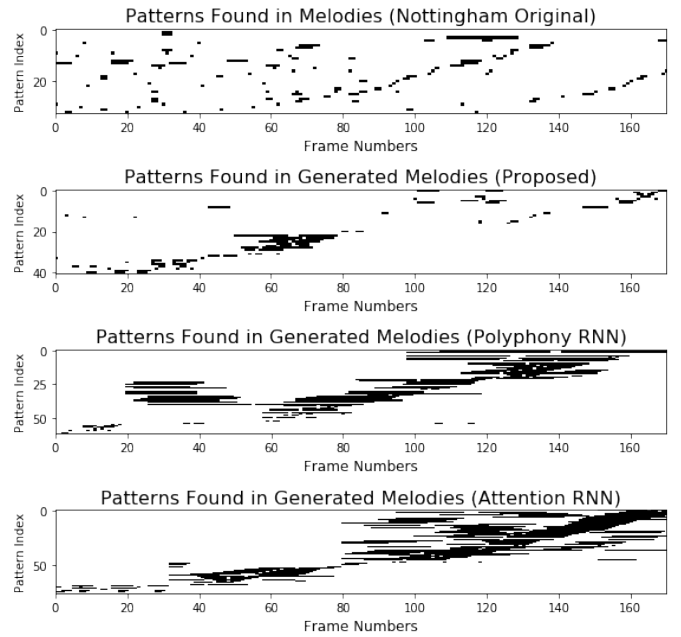 Patterns Found in Melodies (Nottingham Original)
Pattern Index
0
20
0 20 40 60 80 100 120 140 160
Frame Numbers
Patterns Found in Generated Melodies (Proposed)
Pattern Index
0
20
40
0 20 40 60 80 100 120 140 160
Frame Numbers
Patterns Found in Generated Melodies (Polyphony RNN)
Pattern Index
0
25
50
0 20 40 60 80 100 120 140 160
Frame Numbers
Patterns Found in Generated Melodies (Attention RNN)
Pattern Index
0
50
0 20 40 60 80 100 120 140 160
Frame Numbers